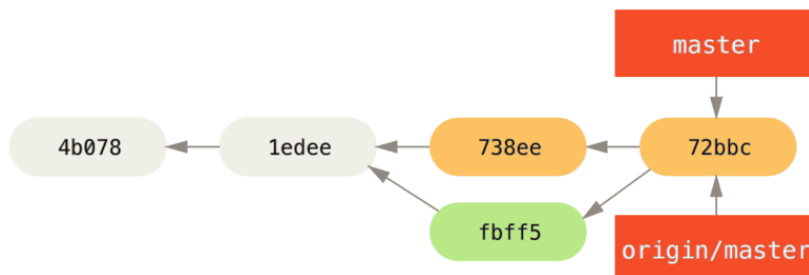 master
4b078
1edee
738ee
72bbc
fbff5
origin/master